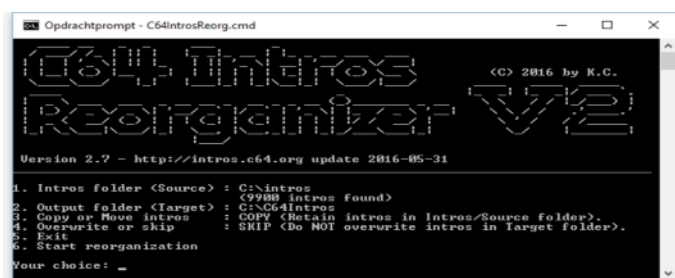 Opdrachtprompt - C64IntrosReorg.cmd
C64 Intros
(C) 2016 by K.C.
Reorganizer V2
Version 2.7 - http://intros.c64.org update 2016-05-31
1. Intros folder (Source) : C:\intros
(9900 intros found)
2. Output folder (Target) : C:\C64Intros
3. Copy or Move intros : COPY (Retain intros in Intros/Source folder).
4. Overwrite or skip : SKIP (Do NOT overwrite intros in Target folder).
5. Exit
6. Start reorganization
Your choice: _